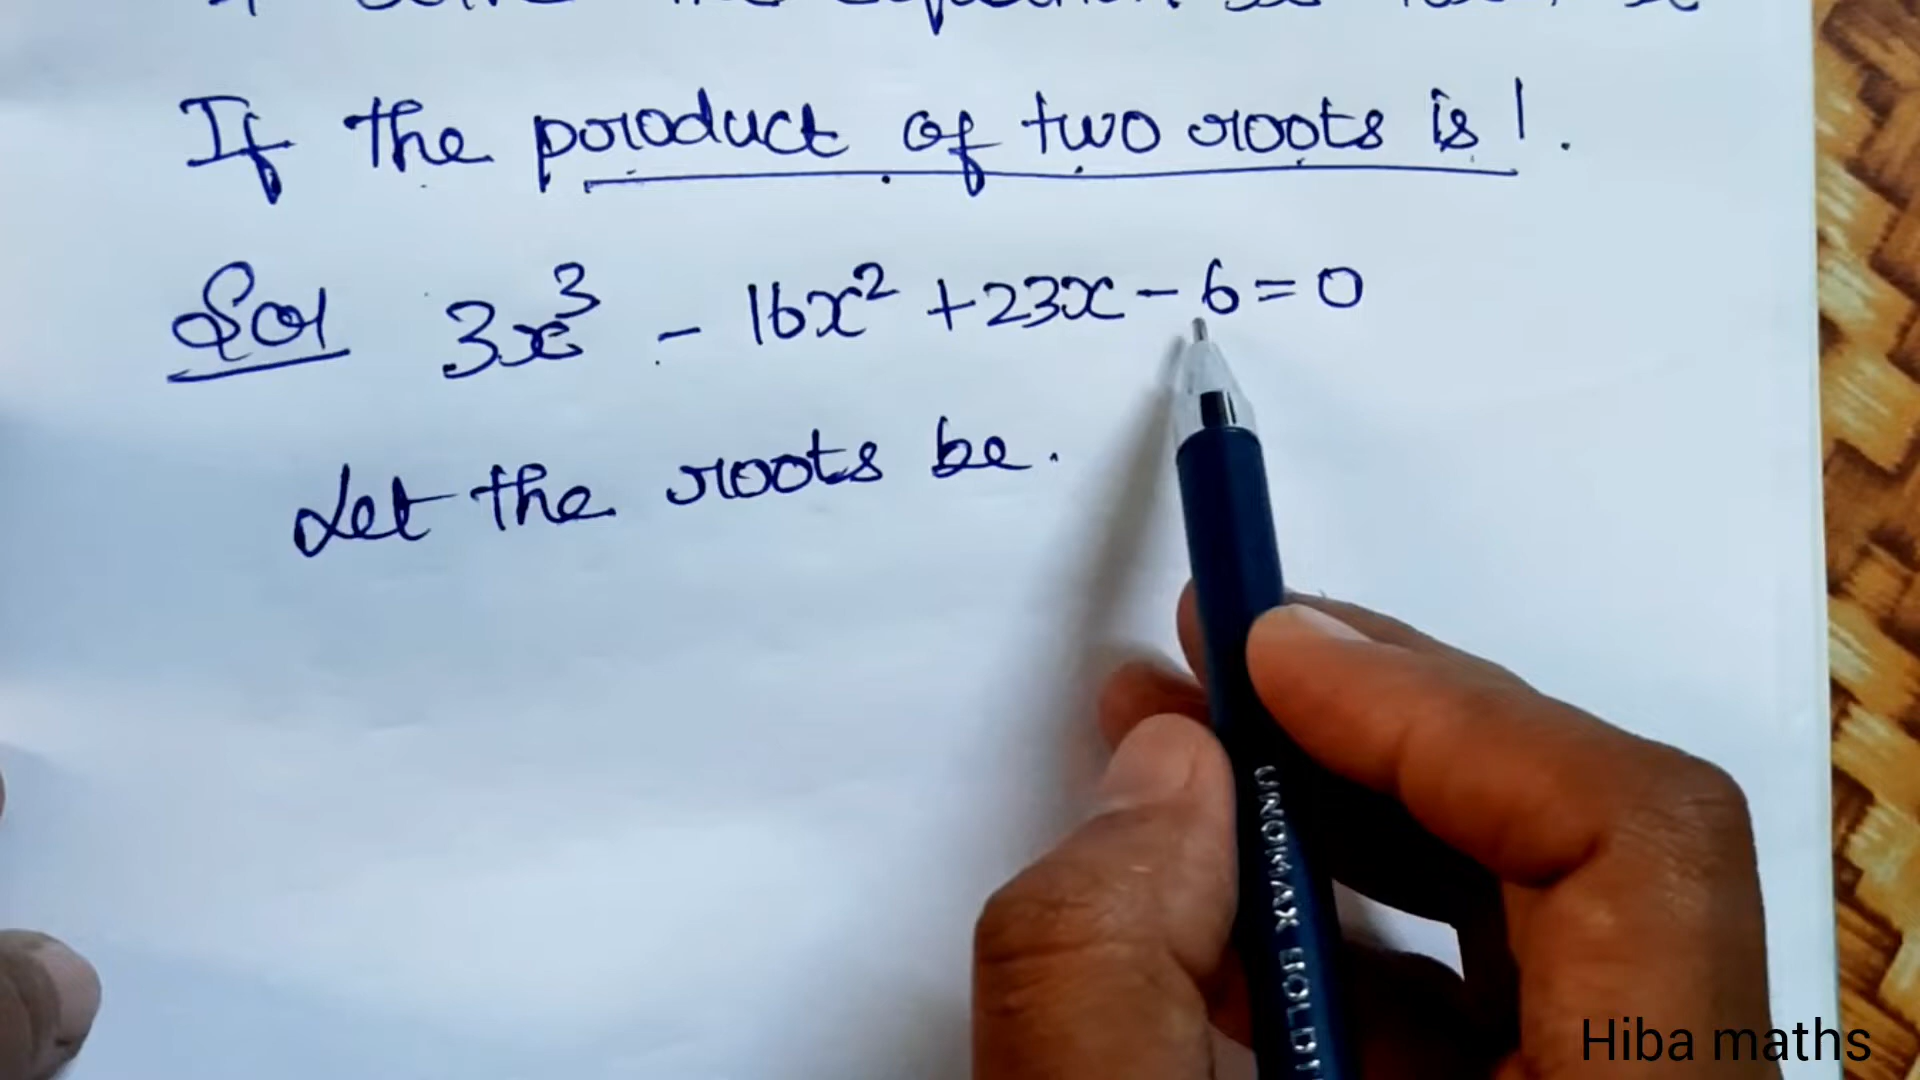 If the product of two roots is 1.
Sol 3x³ - 16x² + 23x - 6 = 0
Let the roots be.
UNOMAX
Hiba maths